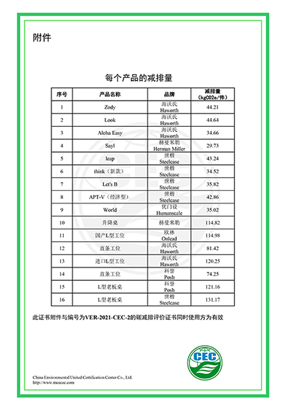 附件
每个产品的减排量
序号 产品名称 品牌 减排量(kgCO2e/件)
1 Zody 海沃氏 Haworth 44.21
2 Look 海沃氏 Haworth 44.64
3 Aloha Easy 海沃氏 Haworth 34.66
4 Sayl 赫曼米勒 Herman Miller 29.73
5 leap 世楷 Steelcase 43.24
6 think（新款） 世楷 Steelcase 34.52
7 Let's B 世楷 Steelcase 35.82
8 APT-V（经济型） 世楷 Steelcase 42.86
9 World 优门设 Humanscale 35.02
10 升降桌 赫曼米勒 114.82
11 国产L型工位 欧林 Onlead 114.98
12 直条工位 海沃氏 Haworth 81.42
13 进口L型工位 海沃氏 Haworth 120.25
14 直条工位 科誉 Posh 74.25
15 L型老板桌 科誉 Posh 121.16
16 L型老板桌 世楷 Steelcase 131.17
此证书附件与编号为VER-2021-CEC-2的碳减排评价证书同时使用方为有效
CEC
China Environmental United Certification Center Co., Ltd.
http://www.mepcec.com